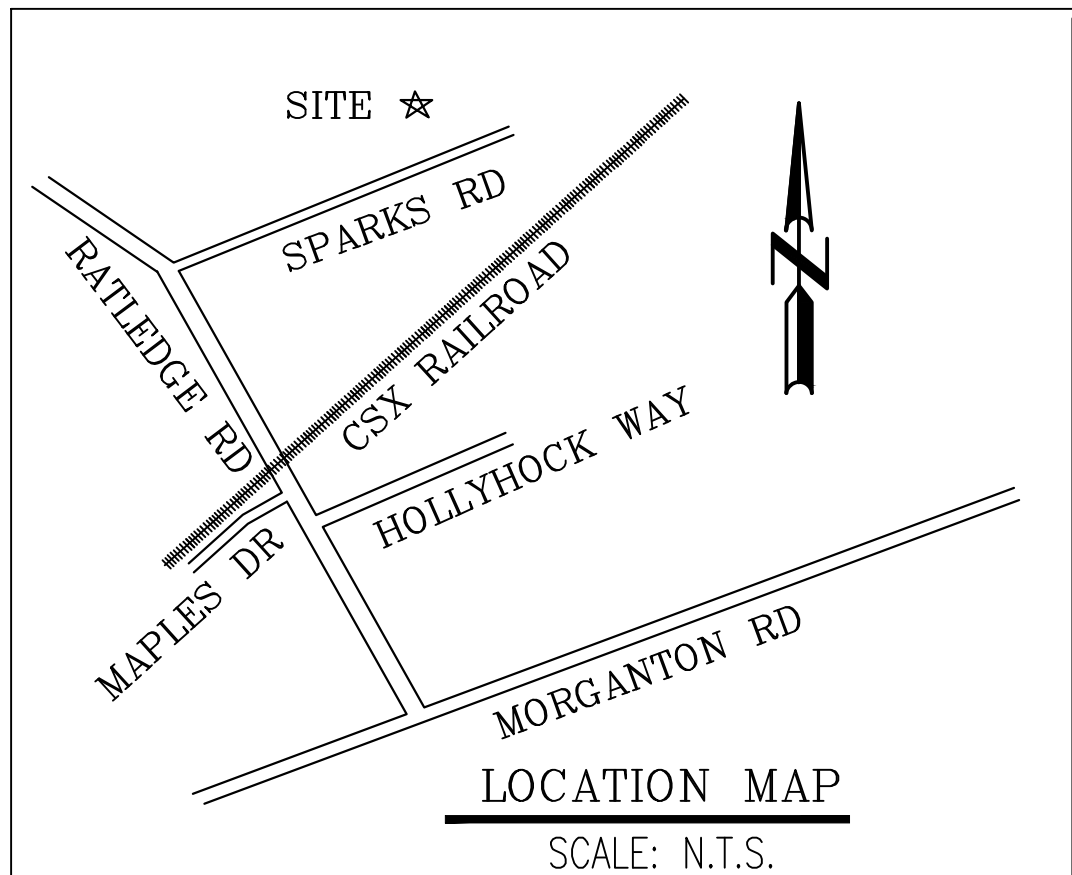 SITE
SPARKS RD
RATLEDGE RD
CSX RAILROAD
N
HOLLYHOCK WAY
MAPLES DR
MORGANTON RD
LOCATION MAP
SCALE: N.T.S.